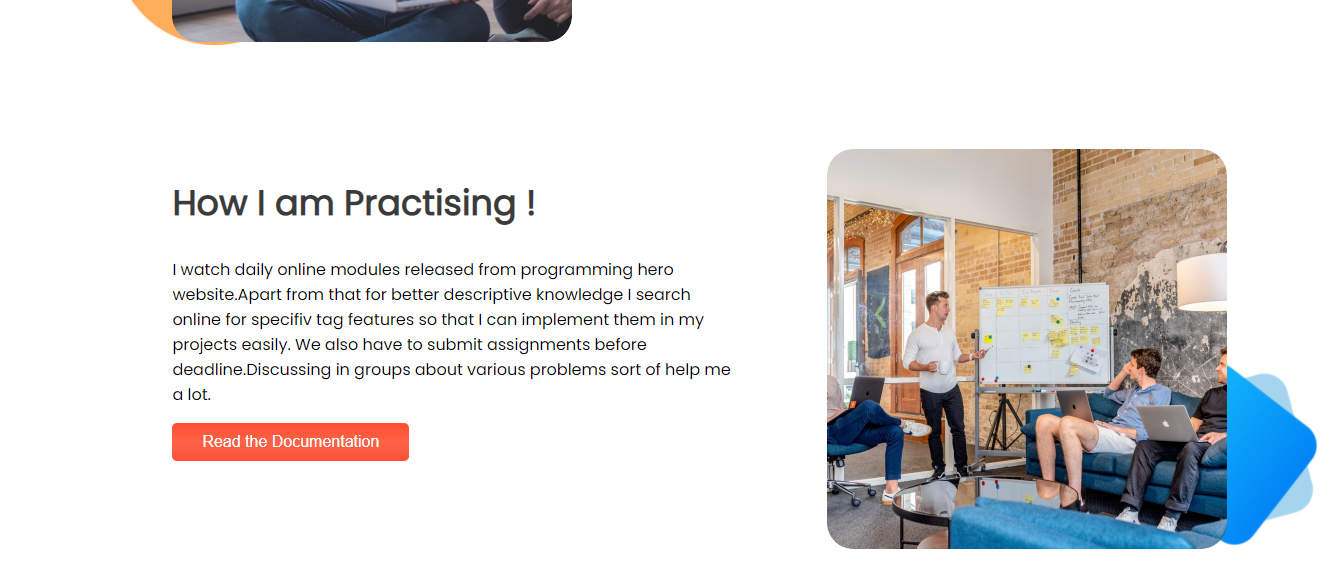 How I am Practising !
I watch daily online modules released from programming hero
website.Apart from that for better descriptive knowledge I search
online for specifiv tag features so that I can implement them in my
projects easily. We also have to submit assignments before
deadline.Discussing in groups about various problems sort of help me
a lot.
Read the Documentation